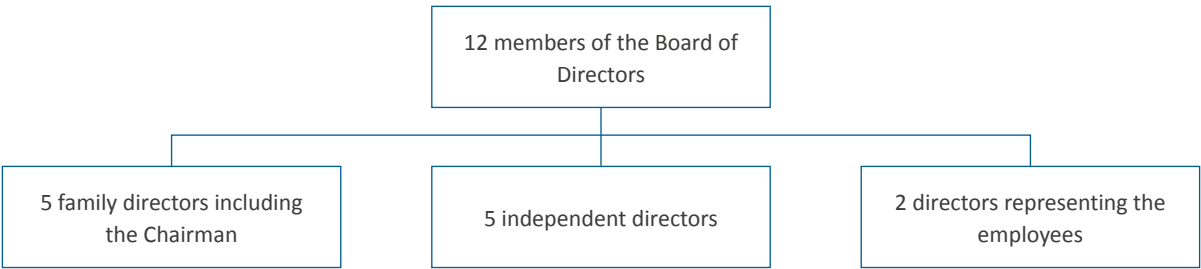 12 members of the Board of
Directors
5 family directors including
the Chairman
5 independent directors
2 directors representing the
employees